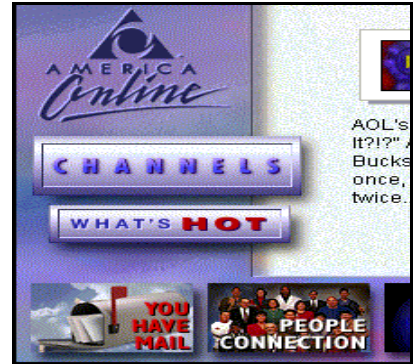 AMERICA
Online
CHANNELS
WHAT'S HOT
AOL's
It?!?" A
Bucks
once,
twice.
YOU
HAVE
MAIL
PEOPLE
CONNECTION